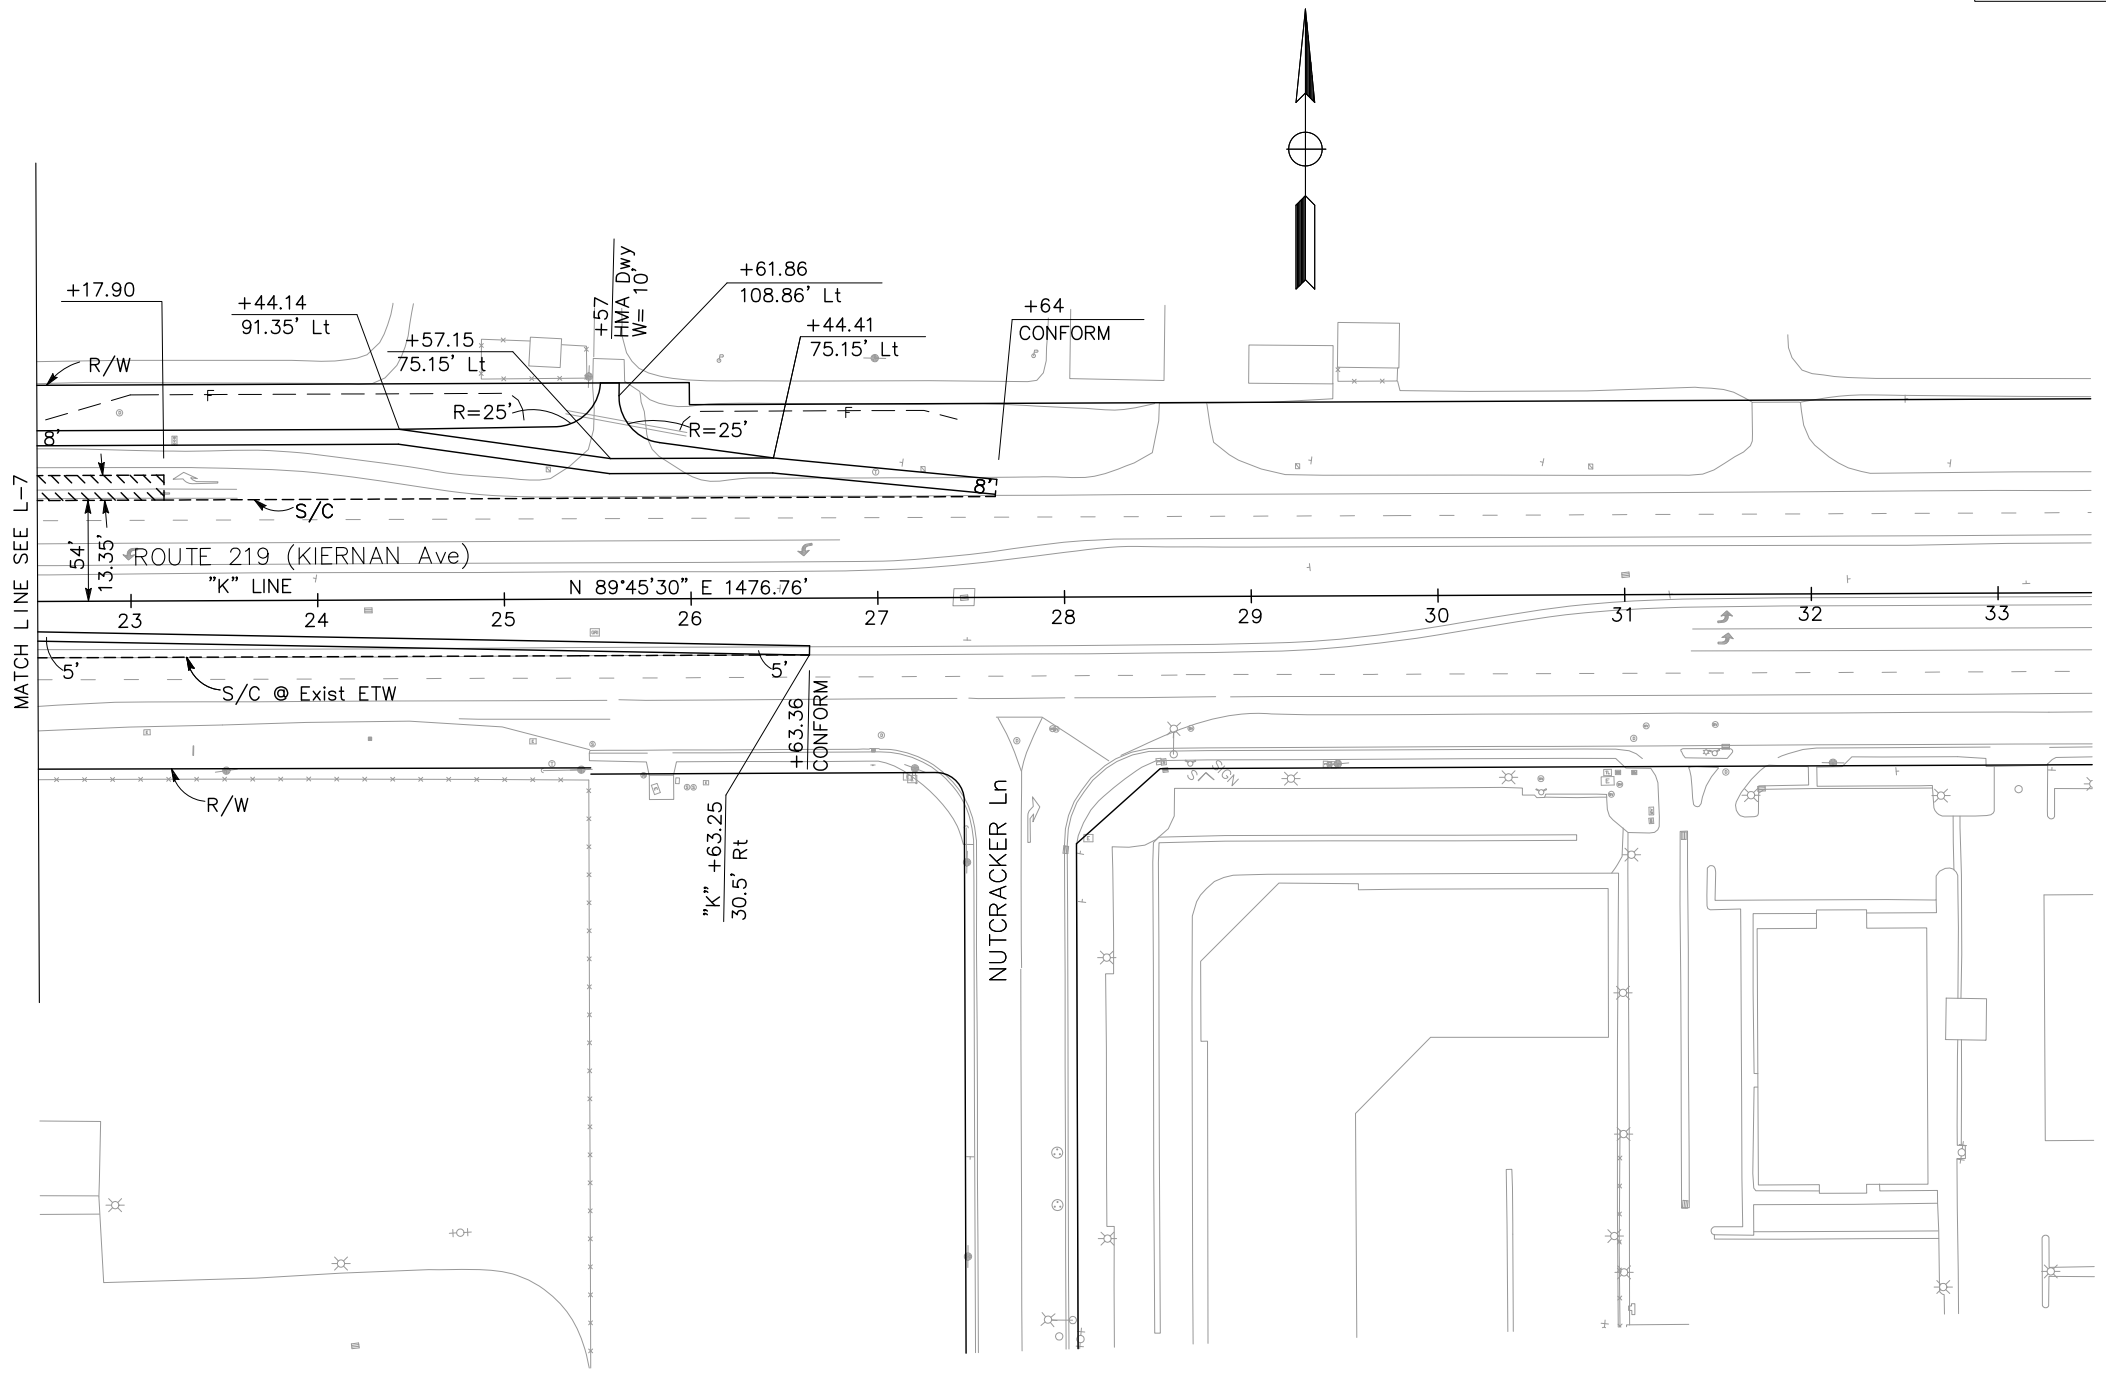 +17.90
+44.14
91.35' Lt
+57.15
75.15' Lt
+57
HMA Dwy
W= 10'
+61.86
108.86' Lt
+44.41
75.15' Lt
+64
CONFORM
R/W
F
R=25'
R=25'
F
8'
8'
S/C
MATCH LINE SEE L-7
54'
13.35'
ROUTE 219 (KIERNAN Ave)
"K" LINE
N 89°45'30" E 1476.76'
23
24
25
26
27
28
29
30
31
32
33
5'
5'
S/C @ Exist ETW
R/W
+63.36
CONFORM
"K" +63.25
30.5' Rt
NUTCRACKER Ln
SIGN
S